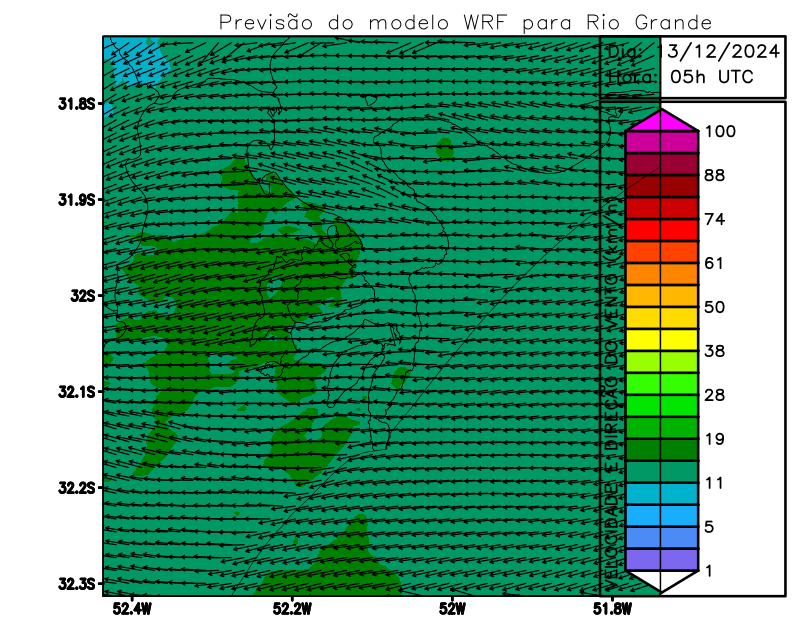 Previsão do modelo WRF para Rio Grande
Dia: 13/12/2024
Hora: 05h UTC
VELOCIDADE E DIREÇÃO DO VENTO (km/h)
100
88
74
61
50
38
28
19
11
5
1
31.8S
31.9S
32S
32.1S
32.2S
32.3S
52.4W
52.2W
52W
51.8W